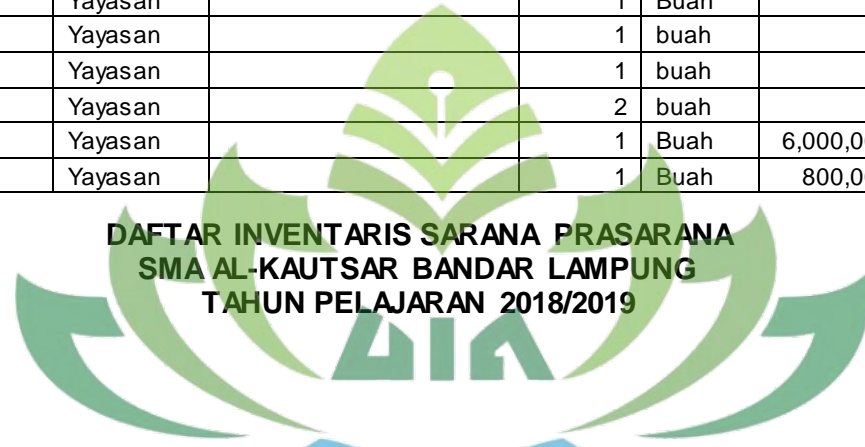 Yayasan 1 Buah
Yayasan 1 buah
Yayasan 1 buah
Yayasan 2 buah
Yayasan 1 Buah 6,000,0
Yayasan 1 Buah 800,0
DAFTAR INVENTARIS SARANA PRASARANA
SMA AL-KAUTSAR BANDAR LAMPUNG
TAHUN PELAJARAN 2018/2019
UIN